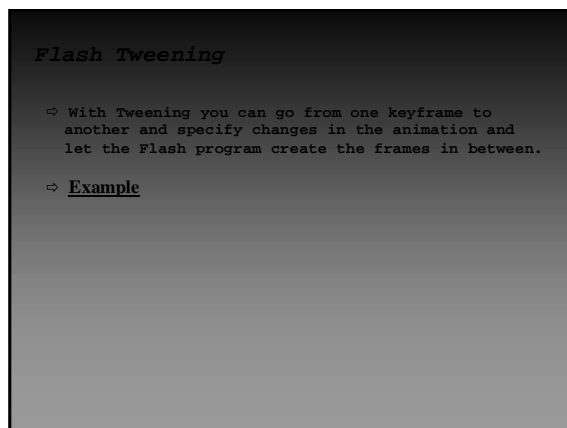 Flash Tweening
⇨ With Tweening you can go from one keyframe to
another and specify changes in the animation and
let the Flash program create the frames in between.
⇨ Example